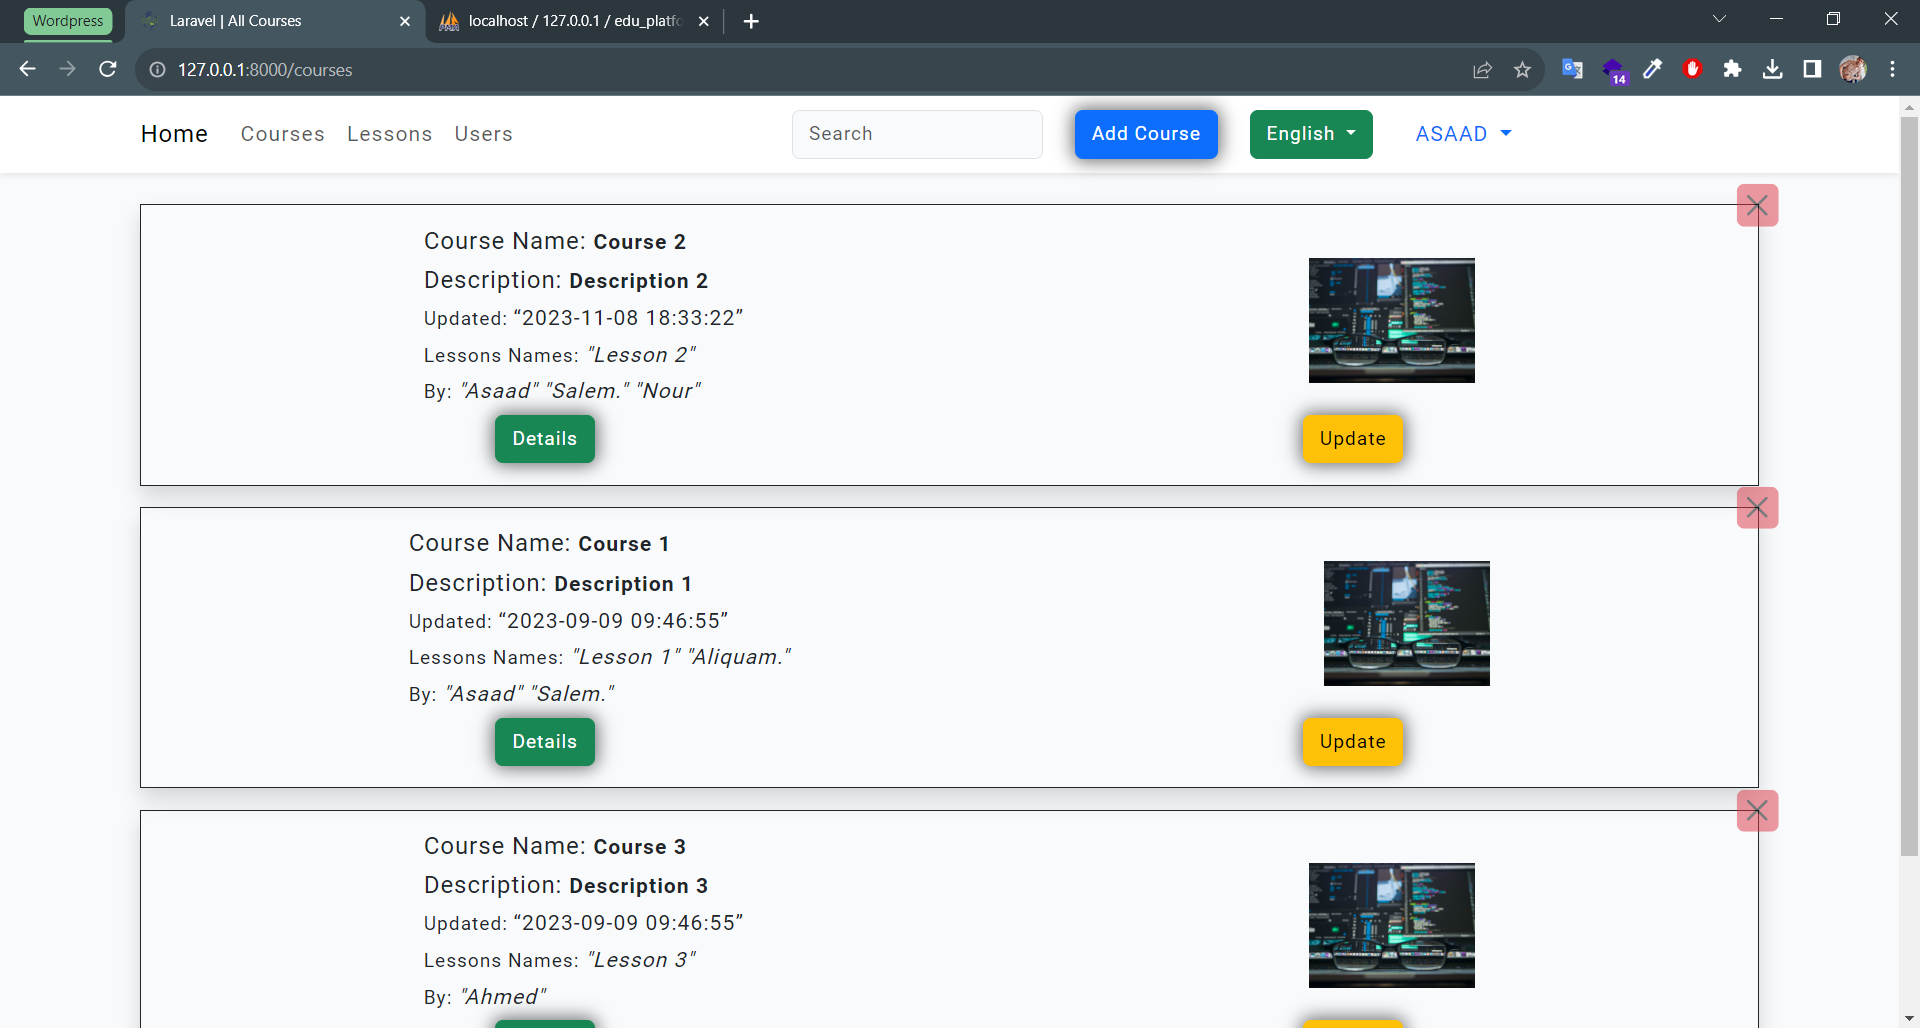 Wordpress
Laravel | All Courses
localhost / 127.0.0.1 / edu_platfo
127.0.0.1:8000/courses
14
Home Courses Lessons Users
Search
Add Course
English
ASAAD
Course Name: Course 2
Description: Description 2
Updated: “2023-11-08 18:33:22”
Lessons Names: "Lesson 2"
By: "Asaad" "Salem." "Nour"
Details
Update
Course Name: Course 1
Description: Description 1
Updated: “2023-09-09 09:46:55”
Lessons Names: "Lesson 1" "Aliquam."
By: "Asaad" "Salem."
Details
Update
Course Name: Course 3
Description: Description 3
Updated: “2023-09-09 09:46:55”
Lessons Names: "Lesson 3"
By: "Ahmed"